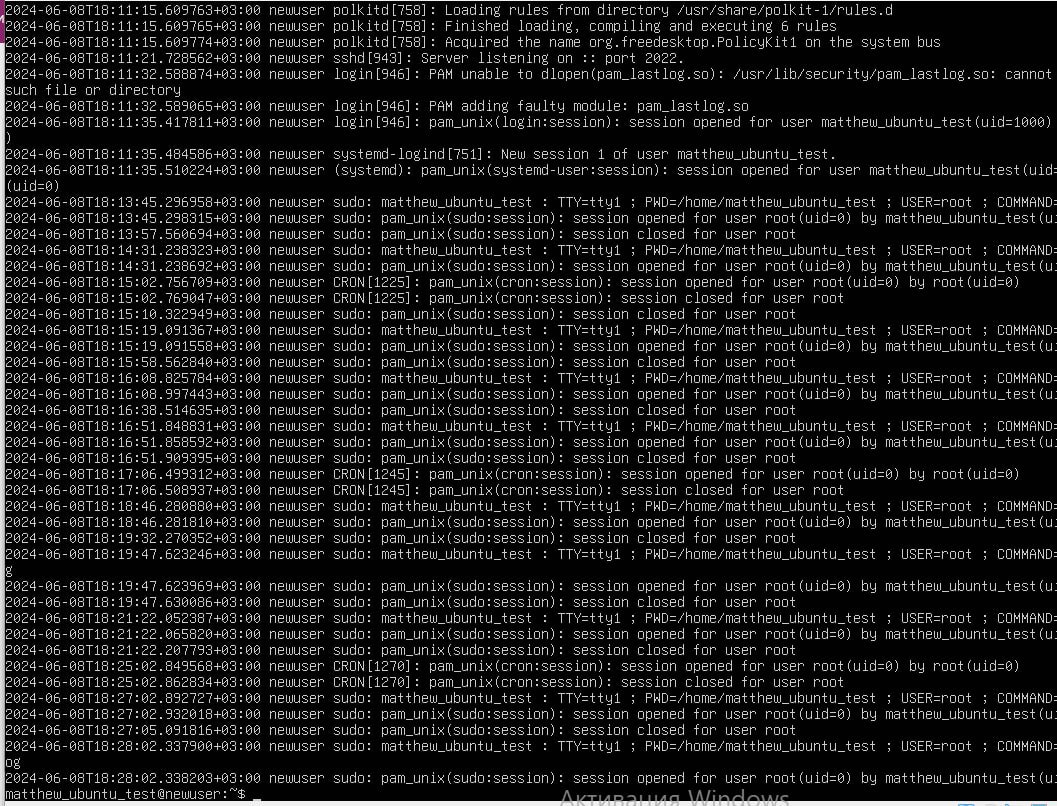 2024-06-08T18:11:15.609763+03:00 newuser polkitd[758]: Loading rules from directory /usr/share/polkit-1/rules.d
2024-06-08T18:11:15.609766+03:00 newuser polkitd[758]: Finished loading, compiling and executing 6 rules
2024-06-08T18:11:15.609774+03:00 newuser polkitd[758]: Acquired the name org.freedesktop.PolicyKit1 on the system bus
2024-06-08T18:11:21.728562+03:00 newuser sshd[943]: Server listening on :: port 2022.
2024-06-08T18:11:32.588874+03:00 newuser login[946]: PAM unable to dlopen(pam_lastlog.so): /usr/lib/security/pam_lastlog.so: cannot
such file or directory
2024-06-08T18:11:32.589065+03:00 newuser login[946]: PAM adding faulty module: pam_lastlog.so
2024-06-08T18:11:35.417811+03:00 newuser login[946]: pam_unix(login:session): session opened for user matthew_ubuntu_test(uid=1000)
)
2024-06-08T18:11:35.484586+03:00 newuser systemd-logind[751]: New session 1 of user matthew_ubuntu_test.
2024-06-08T18:11:35.510224+03:00 newuser (systemd): pam_unix(systemd-user:session): session opened for user matthew_ubuntu_test(uid=
(uid=0)
2024-06-08T18:13:45.296958+03:00 newuser sudo: matthew_ubuntu_test : TTY=tty1 ; PWD=/home/matthew_ubuntu_test ; USER=root ; COMMAND=
2024-06-08T18:13:45.298315+03:00 newuser sudo: pam_unix(sudo:session): session opened for user root(uid=0) by matthew_ubuntu_test(ui
2024-06-08T18:13:57.560694+03:00 newuser sudo: pam_unix(sudo:session): session closed for user root
2024-06-08T18:14:31.238323+03:00 newuser sudo: matthew_ubuntu_test : TTY=tty1 ; PWD=/home/matthew_ubuntu_test ; USER=root ; COMMAND=
2024-06-08T18:14:31.238692+03:00 newuser sudo: pam_unix(sudo:session): session opened for user root(uid=0) by matthew_ubuntu_test(ui
2024-06-08T18:15:02.756709+03:00 newuser CRON[1225]: pam_unix(cron:session): session opened for user root(uid=0) by root(uid=0)
2024-06-08T18:15:02.769047+03:00 newuser CRON[1225]: pam_unix(cron:session): session closed for user root
2024-06-08T18:15:10.322949+03:00 newuser sudo: pam_unix(sudo:session): session closed for user root
2024-06-08T18:15:19.091367+03:00 newuser sudo: matthew_ubuntu_test : TTY=tty1 ; PWD=/home/matthew_ubuntu_test ; USER=root ; COMMAND=
2024-06-08T18:15:19.091558+03:00 newuser sudo: pam_unix(sudo:session): session opened for user root(uid=0) by matthew_ubuntu_test(ui
2024-06-08T18:15:58.562840+03:00 newuser sudo: pam_unix(sudo:session): session closed for user root
2024-06-08T18:16:08.825784+03:00 newuser sudo: matthew_ubuntu_test : TTY=tty1 ; PWD=/home/matthew_ubuntu_test ; USER=root ; COMMAND=
2024-06-08T18:16:08.997443+03:00 newuser sudo: pam_unix(sudo:session): session opened for user root(uid=0) by matthew_ubuntu_test(ui
2024-06-08T18:16:38.514635+03:00 newuser sudo: pam_unix(sudo:session): session closed for user root
2024-06-08T18:16:51.848831+03:00 newuser sudo: matthew_ubuntu_test : TTY=tty1 ; PWD=/home/matthew_ubuntu_test ; USER=root ; COMMAND=
2024-06-08T18:16:51.858592+03:00 newuser sudo: pam_unix(sudo:session): session opened for user root(uid=0) by matthew_ubuntu_test(ui
2024-06-08T18:16:51.909395+03:00 newuser sudo: pam_unix(sudo:session): session closed for user root
2024-06-08T18:17:06.499312+03:00 newuser CRON[1245]: pam_unix(cron:session): session opened for user root(uid=0) by root(uid=0)
2024-06-08T18:17:06.508937+03:00 newuser CRON[1245]: pam_unix(cron:session): session closed for user root
2024-06-08T18:18:46.280880+03:00 newuser sudo: matthew_ubuntu_test : TTY=tty1 ; PWD=/home/matthew_ubuntu_test ; USER=root ; COMMAND=
2024-06-08T18:18:46.281810+03:00 newuser sudo: pam_unix(sudo:session): session opened for user root(uid=0) by matthew_ubuntu_test(ui
2024-06-08T18:19:32.270352+03:00 newuser sudo: pam_unix(sudo:session): session closed for user root
2024-06-08T18:19:47.623246+03:00 newuser sudo: matthew_ubuntu_test : TTY=tty1 ; PWD=/home/matthew_ubuntu_test ; USER=root ; COMMAND=
g
2024-06-08T18:19:47.623969+03:00 newuser sudo: pam_unix(sudo:session): session opened for user root(uid=0) by matthew_ubuntu_test(ui
2024-06-08T18:19:47.630086+03:00 newuser sudo: pam_unix(sudo:session): session closed for user root
2024-06-08T18:21:22.052387+03:00 newuser sudo: matthew_ubuntu_test : TTY=tty1 ; PWD=/home/matthew_ubuntu_test ; USER=root ; COMMAND=
2024-06-08T18:21:22.065820+03:00 newuser sudo: pam_unix(sudo:session): session opened for user root(uid=0) by matthew_ubuntu_test(ui
2024-06-08T18:21:22.207793+03:00 newuser sudo: pam_unix(sudo:session): session closed for user root
2024-06-08T18:25:02.849568+03:00 newuser CRON[1270]: pam_unix(cron:session): session opened for user root(uid=0) by root(uid=0)
2024-06-08T18:25:02.862834+03:00 newuser CRON[1270]: pam_unix(cron:session): session closed for user root
2024-06-08T18:27:02.892727+03:00 newuser sudo: matthew_ubuntu_test : TTY=tty1 ; PWD=/home/matthew_ubuntu_test ; USER=root ; COMMAND=
2024-06-08T18:27:02.932018+03:00 newuser sudo: pam_unix(sudo:session): session opened for user root(uid=0) by matthew_ubuntu_test(ui
2024-06-08T18:27:05.091816+03:00 newuser sudo: pam_unix(sudo:session): session closed for user root
2024-06-08T18:28:02.337900+03:00 newuser sudo: matthew_ubuntu_test : TTY=tty1 ; PWD=/home/matthew_ubuntu_test ; USER=root ; COMMAND=
og
2024-06-08T18:28:02.338203+03:00 newuser sudo: pam_unix(sudo:session): session opened for user root(uid=0) by matthew_ubuntu_test(ui
matthew_ubuntu_test@newuser:~$ _
Активация Windows